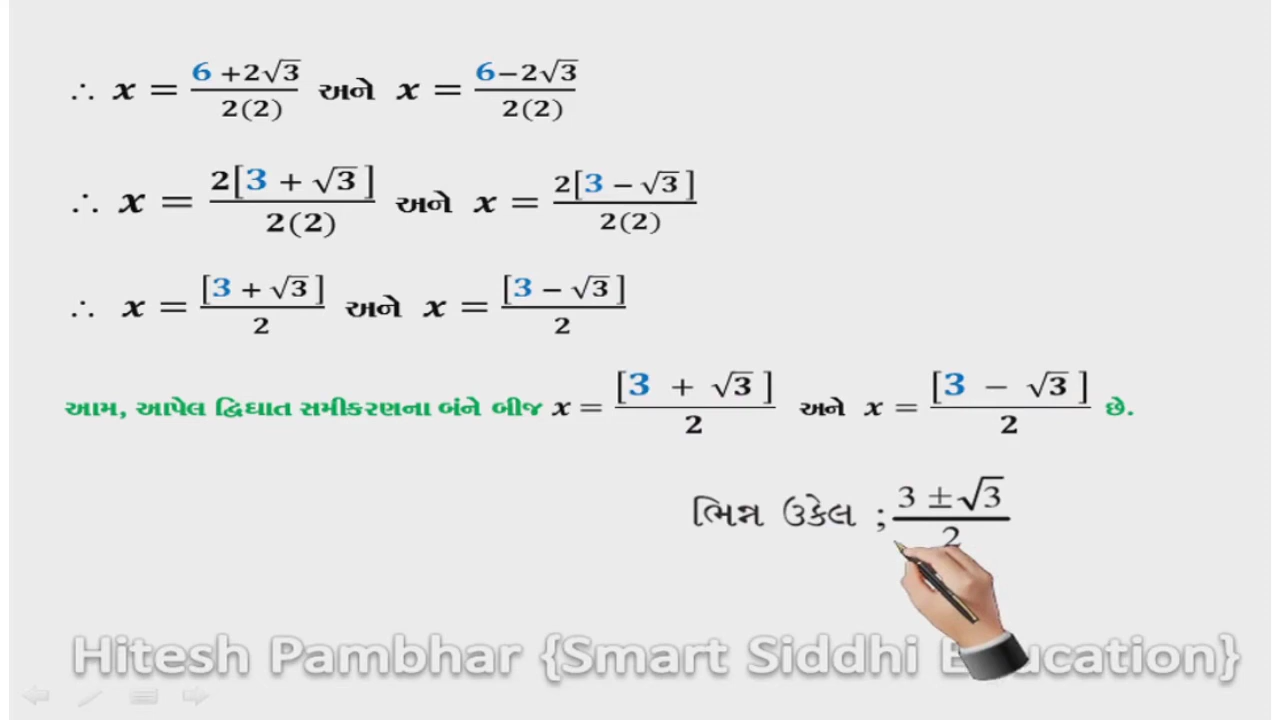 ∴ x = (6 +2√3)/(2(2)) અને x = (6−2√3)/(2(2))
∴ x = (2[3 + √3 ])/(2(2)) અને x = (2[3 − √3 ])/(2(2))
∴ x = ([3 + √3 ])/2 અને x = ([3 − √3 ])/2
આમ, આપેલ દ્વિઘાત સમીકરણના બંને બીજ x = ([3 + √3 ])/2 અને x = ([3 − √3 ])/2 છે.
ભિન્ન ઉકેલ ; (3 ±√3)/2
Hitesh Pambhar {Smart Siddhi Education}